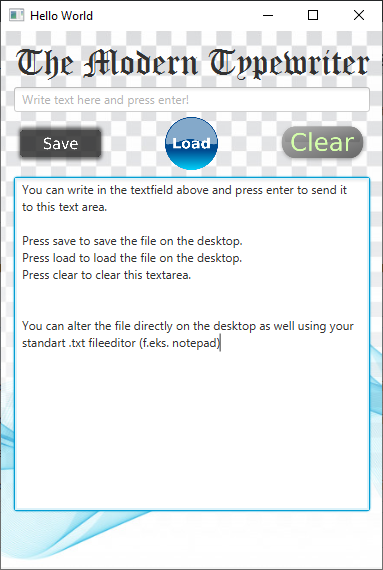 Hello World
The Modern Typewriter
Write text here and press enter!
Save
Load
Clear
You can write in the textfield above and press enter to send it
to this text area.
Press save to save the file on the desktop.
Press load to load the file on the desktop.
Press clear to clear this textarea.
You can alter the file directly on the desktop as well using your
standart .txt fileeditor (f.eks. notepad)